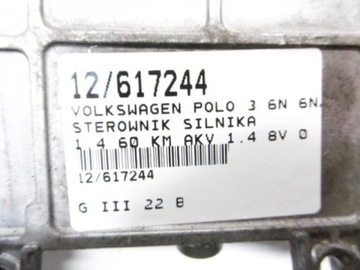 12/617244
VOLKSWAGEN POLO 3 6N 6N
STEROWNIK SILNIKA
1.4 60 KM AKV 1.4 8V 0
12/617244
G III 22 B